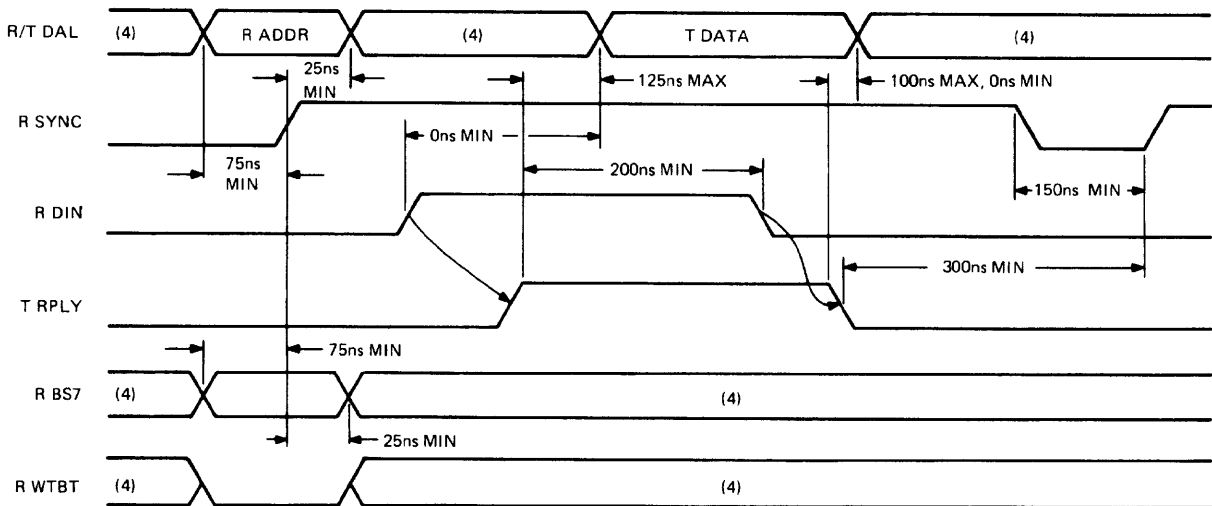 R/T DAL (4) R ADDR (4) T DATA (4)
25ns MIN
125ns MAX
100ns MAX, 0ns MIN
R SYNC
0ns MIN
75ns MIN
200ns MIN
150ns MIN
R DIN
300ns MIN
T RPLY
75ns MIN
R BS7 (4) (4)
25ns MIN
R WTBT (4) (4)